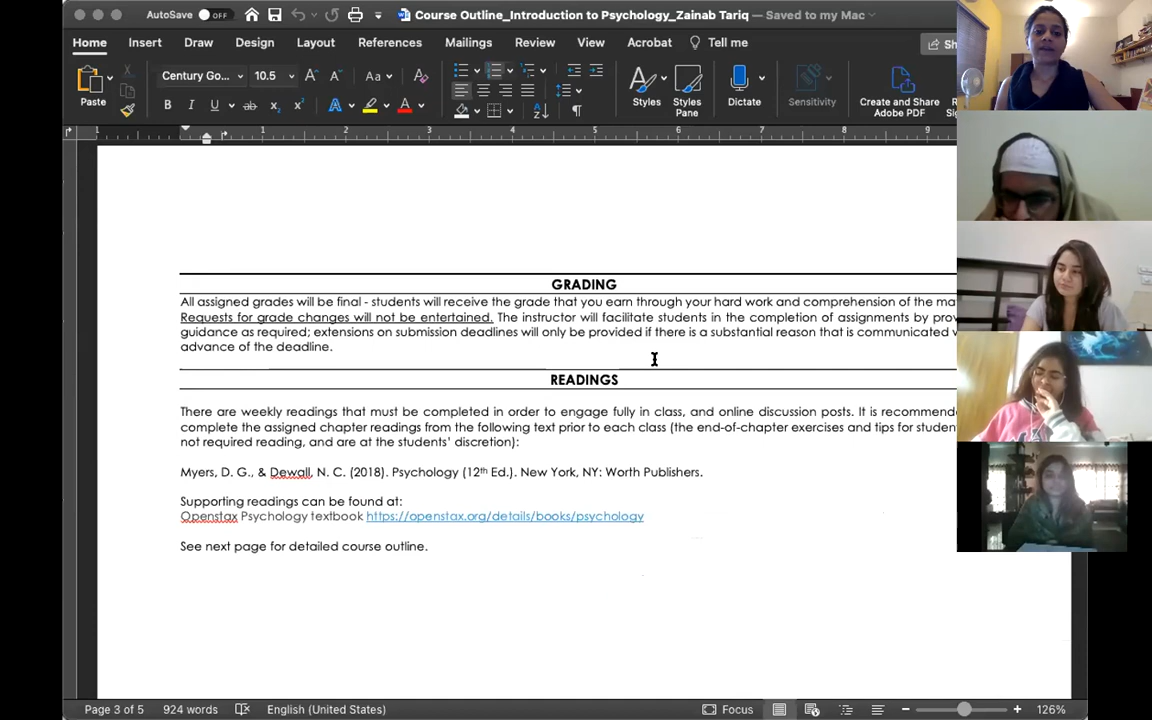 AutoSave OFF Course Outline_Introduction to Psychology_Zainab Tariq — Saved to my Mac
Home Insert Draw Design Layout References Mailings Review View Acrobat Tell me
Century Go... 10.5
Paste Styles Styles Pane Dictate Sensitivity Create and Share Adobe PDF
1 1 2 3 4 5 6 7 8 9
GRADING
All assigned grades will be final - students will receive the grade that you earn through your hard work and comprehension of the
Requests for grade changes will not be entertained. The instructor will facilitate students in the completion of assignments by
guidance as required; extensions on submission deadlines will only be provided if there is a substantial reason that is communicated
advance of the deadline.
READINGS
There are weekly readings that must be completed in order to engage fully in class, and online discussion posts. It is
complete the assigned chapter readings from the following text prior to each class (the end-of-chapter exercises and tips for
not required reading, and are at the students’ discretion):
Myers, D. G., & Dewall, N. C. (2018). Psychology (12th Ed.). New York, NY: Worth Publishers.
Supporting readings can be found at:
Openstax Psychology textbook https://openstax.org/details/books/psychology
See next page for detailed course outline.
Page 3 of 5 924 words English (United States) Focus 126%